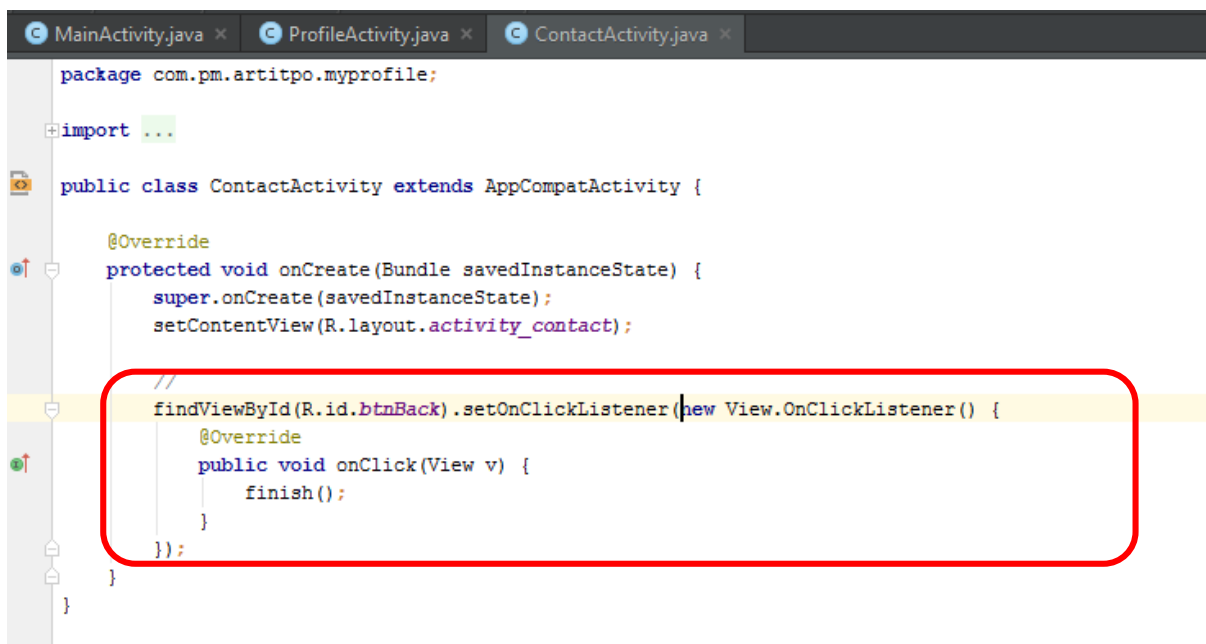 MainActivity.java × ProfileActivity.java × ContactActivity.java ×
package com.pm.artitpo.myprofile;
import ...
public class ContactActivity extends AppCompatActivity {
@Override
protected void onCreate(Bundle savedInstanceState) {
super.onCreate(savedInstanceState);
setContentView(R.layout.activity_contact);
//
findViewById(R.id.btnBack).setOnClickListener(new View.OnClickListener() {
@Override
public void onClick(View v) {
finish();
}
});
}
}